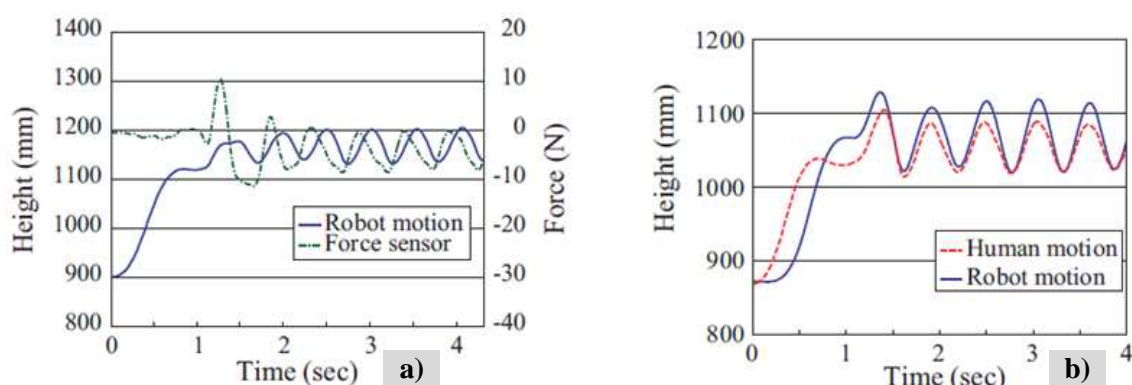 1400
1300
1200
1100
1000
900
800
Height (mm)
20
10
0
-10
-20
-30
-40
Force (N)
Robot motion
Force sensor
0 1 2 3 4
Time (sec)
a)
1200
1100
1000
900
800
Height (mm)
Human motion
Robot motion
0 1 2 3 4
Time (sec)
b)